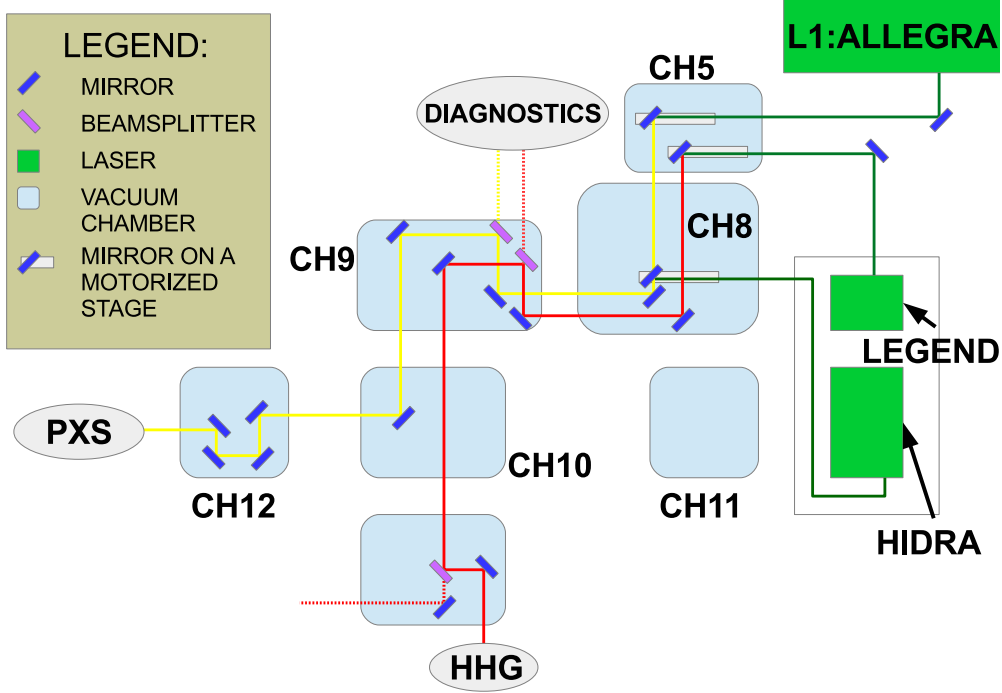 LEGEND:
MIRROR
BEAMSPLITTER
LASER
VACUUM
CHAMBER
MIRROR ON A
MOTORIZED
STAGE
L1:ALLEGRA
CH5
DIAGNOSTICS
CH8
CH9
LEGEND
PXS
CH10
CH12
CH11
HIDRA
HHG